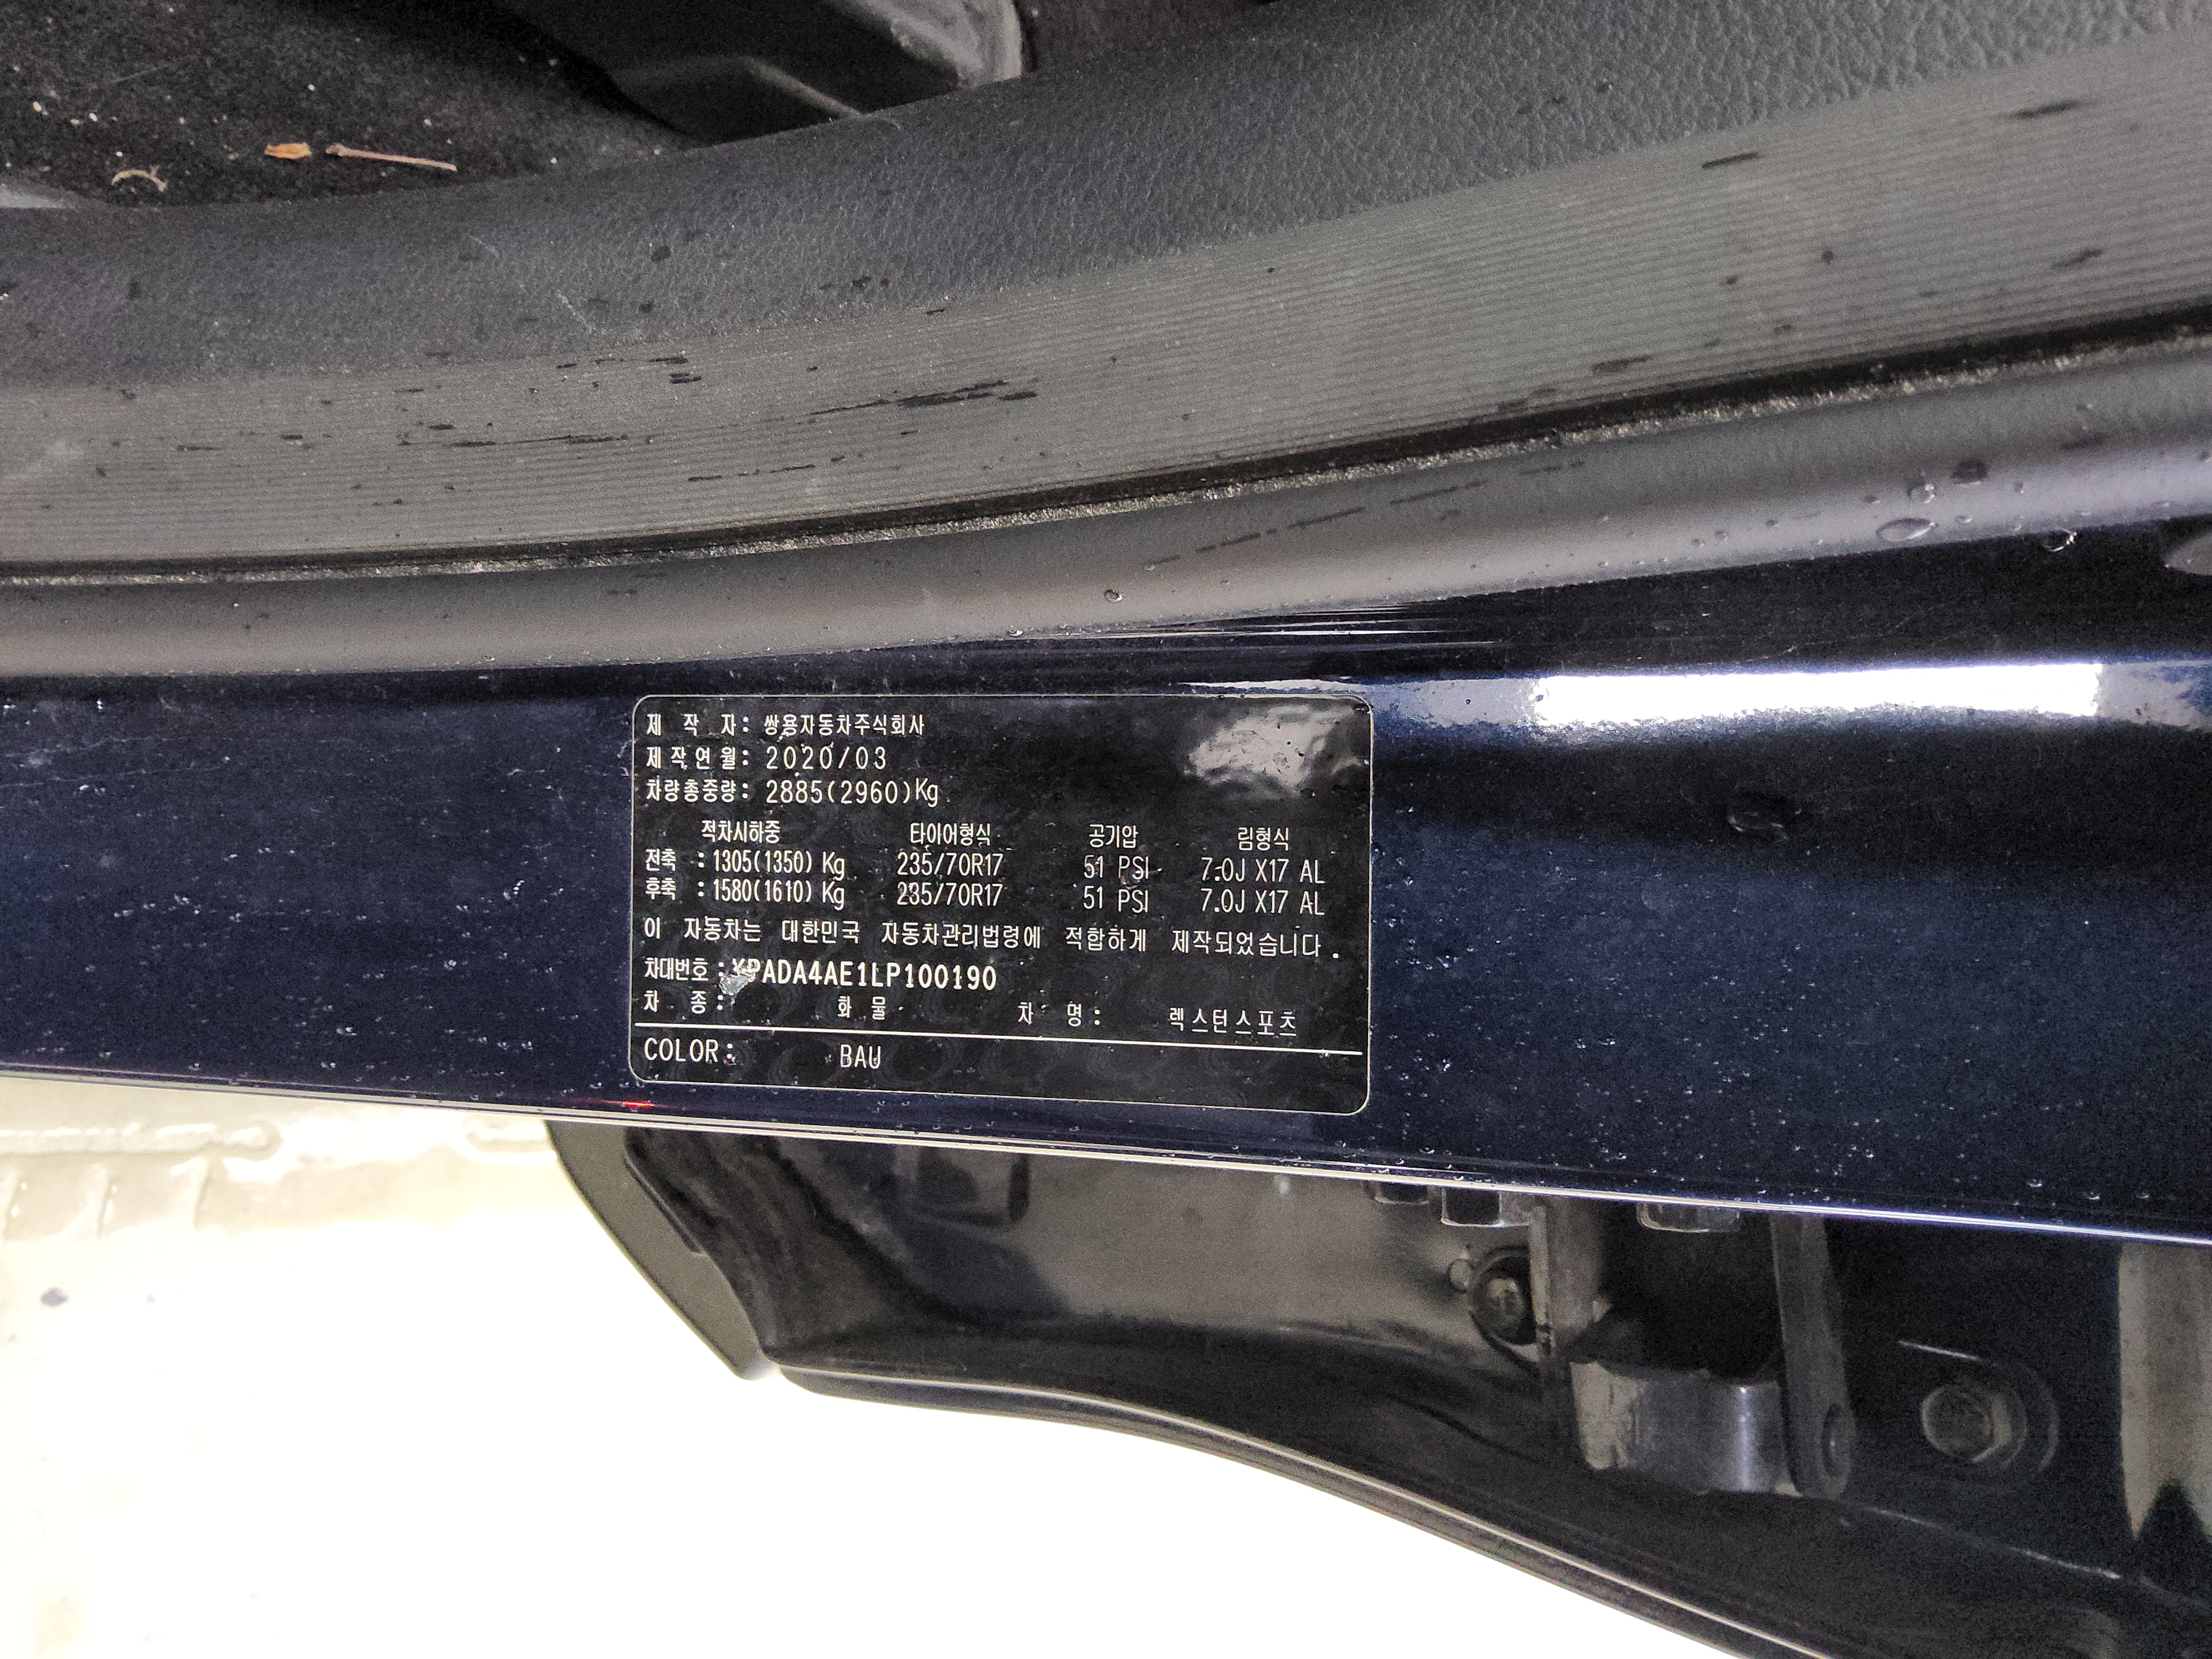 제 작 자: 쌍용자동차주식회사
제작연월: 2020/03
차량총중량: 2885(2960)Kg
적차시하중 타이어형식 공기압 림형식
전축 : 1305(1350) Kg 235/70R17 51 PSI 7.0J X17 AL
후축 : 1580(1610) Kg 235/70R17 51 PSI 7.0J X17 AL
이 자동차는 대한민국 자동차관리법령에 적합하게 제작되었습니다.
차대번호: KPADA4AE1LP100190
차 종: 화 물 차 명: 렉스턴스포츠
COLOR: BAU